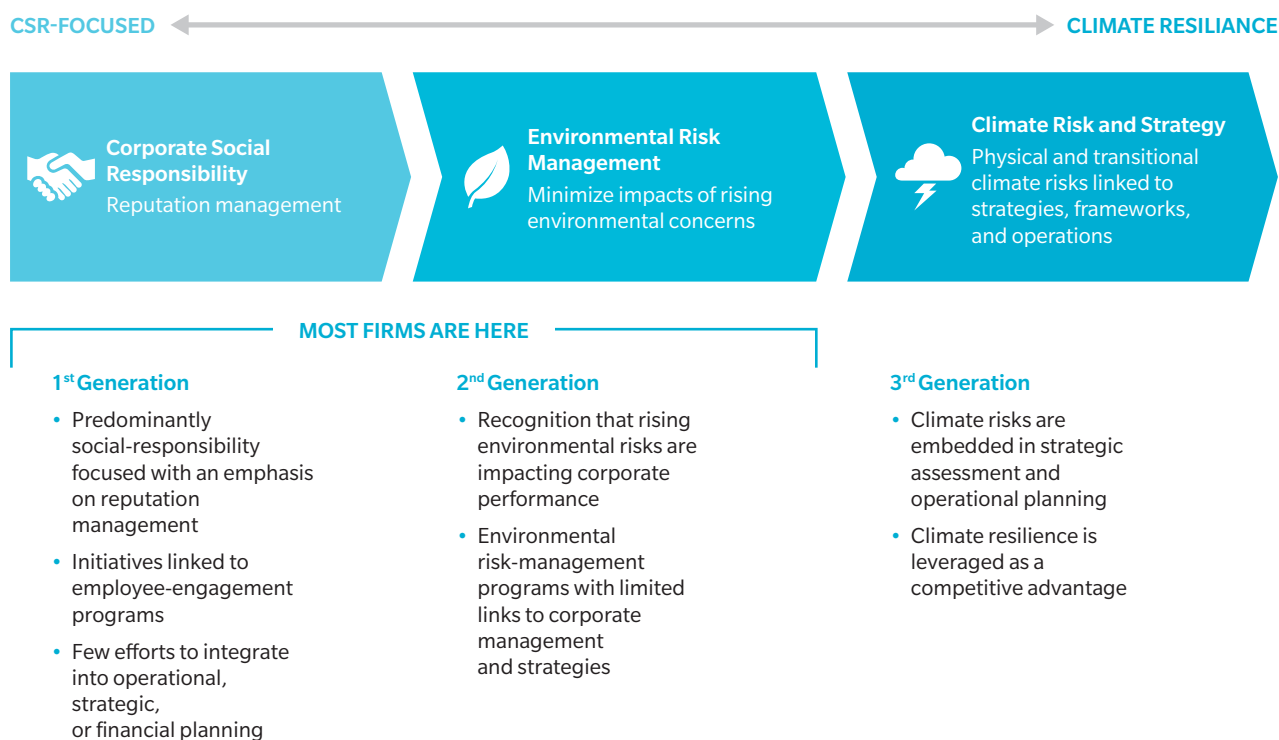 CSR-FOCUSED
CLIMATE RESILIANCE
Corporate Social
Responsibility
Reputation management
Environmental Risk
Management
Minimize impacts of rising
environmental concerns
Climate Risk and Strategy
Physical and transitional
climate risks linked to
strategies, frameworks,
and operations
MOST FIRMS ARE HERE
1st Generation
• Predominantly
social-responsibility
focused with an emphasis
on reputation
management
• Initiatives linked to
employee-engagement
programs
• Few efforts to integrate
into operational,
strategic,
or financial planning
2nd Generation
• Recognition that rising
environmental risks are
impacting corporate
performance
• Environmental
risk-management
programs with limited
links to corporate
management
and strategies
3rd Generation
• Climate risks are
embedded in strategic
assessment and
operational planning
• Climate resilience is
leveraged as a
competitive advantage